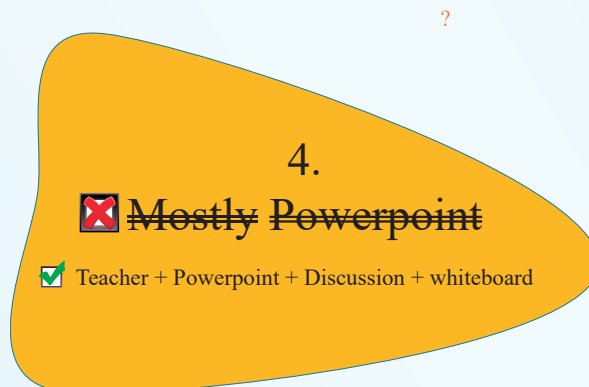 ?
4.
Mostly Powerpoint
Teacher + Powerpoint + Discussion + whiteboard